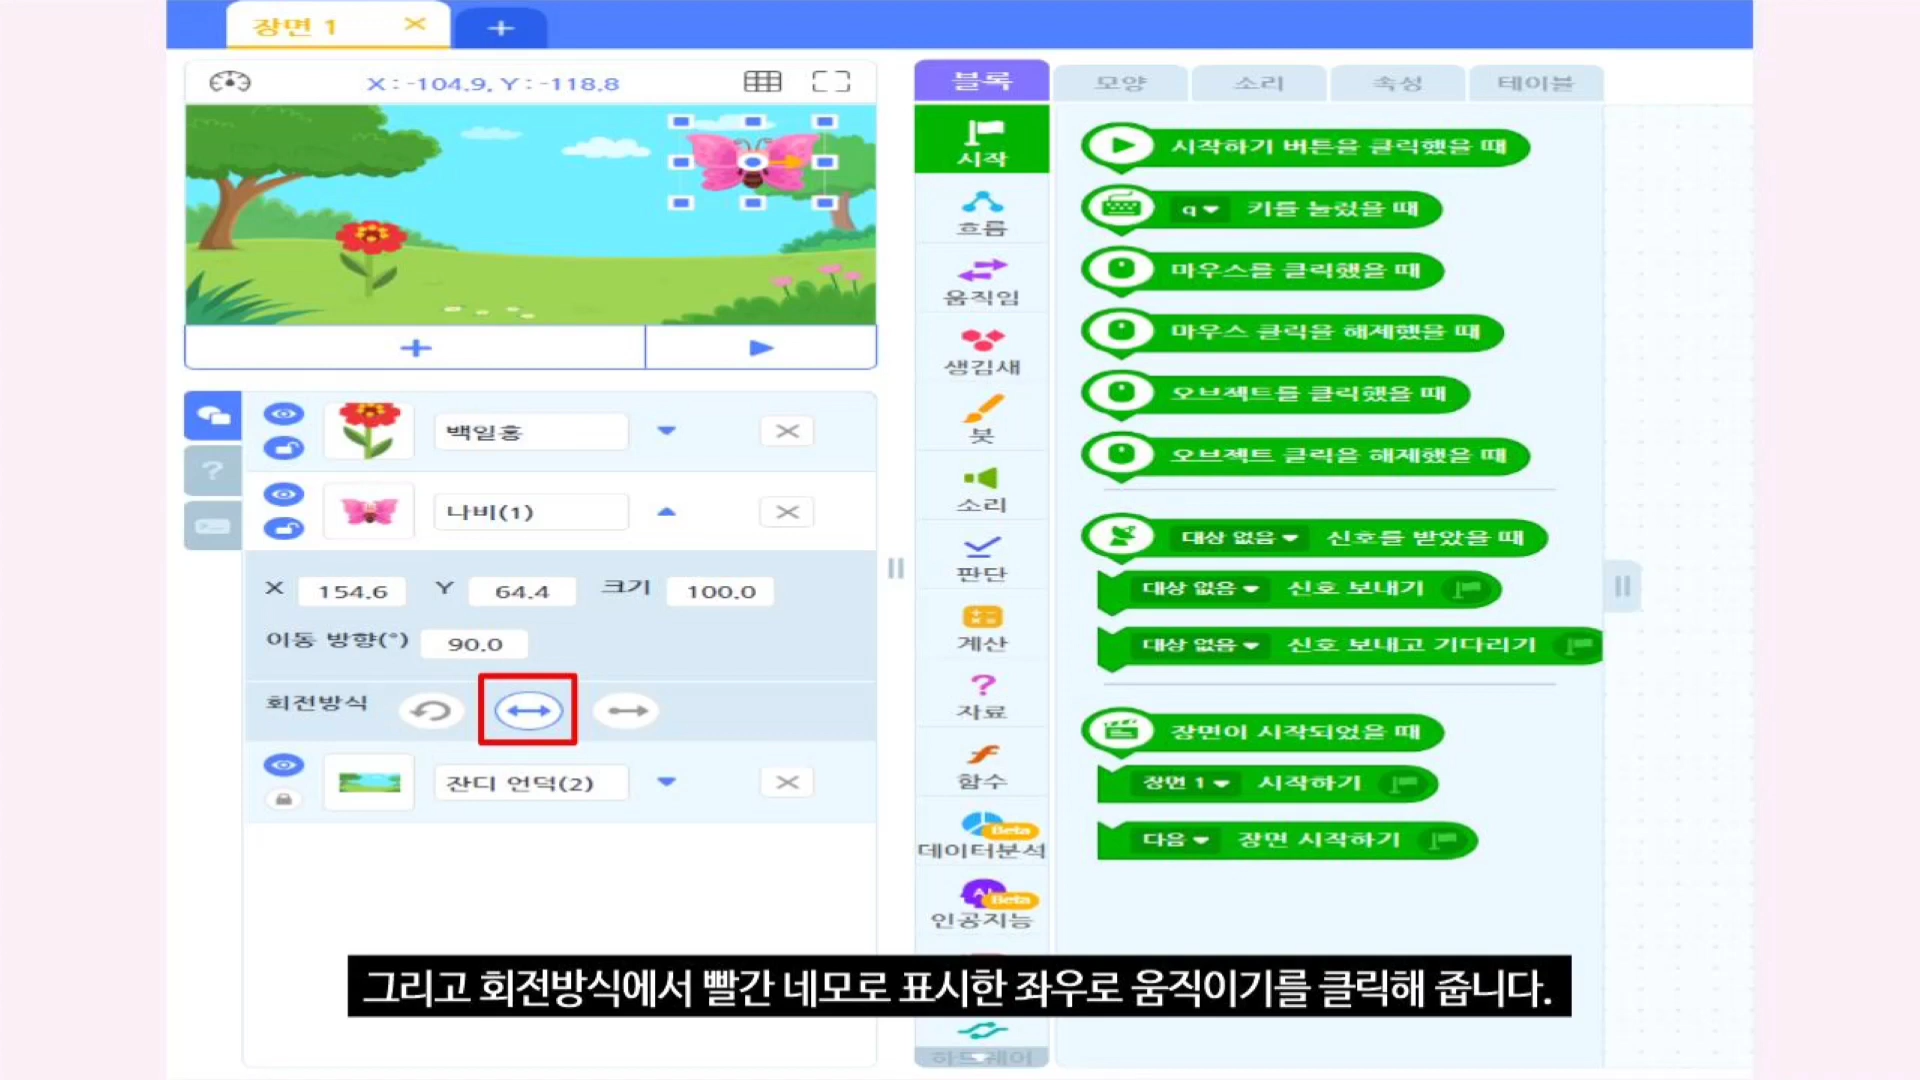 장면 1
X : -104.9, Y : -118.8
블록
모양
소리
속성
테이블
시작
흐름
움직임
생김새
붓
소리
판단
계산
자료
함수
Beta
데이터분석
AI
Beta
인공지능
하드웨어
시작하기 버튼을 클릭했을 때
q 키를 눌렀을 때
마우스를 클릭했을 때
마우스 클릭을 해제했을 때
오브젝트를 클릭했을 때
오브젝트 클릭을 해제했을 때
대상 없음 신호를 받았을 때
대상 없음 신호 보내기
대상 없음 신호 보내고 기다리기
장면이 시작되었을 때
장면 1 시작하기
다음 장면 시작하기
백일홍
나비(1)
X 154.6 Y 64.4 크기 100.0
이동 방향(°) 90.0
회전방식
잔디 언덕(2)
그리고 회전방식에서 빨간 네모로 표시한 좌우로 움직이기를 클릭해 줍니다.